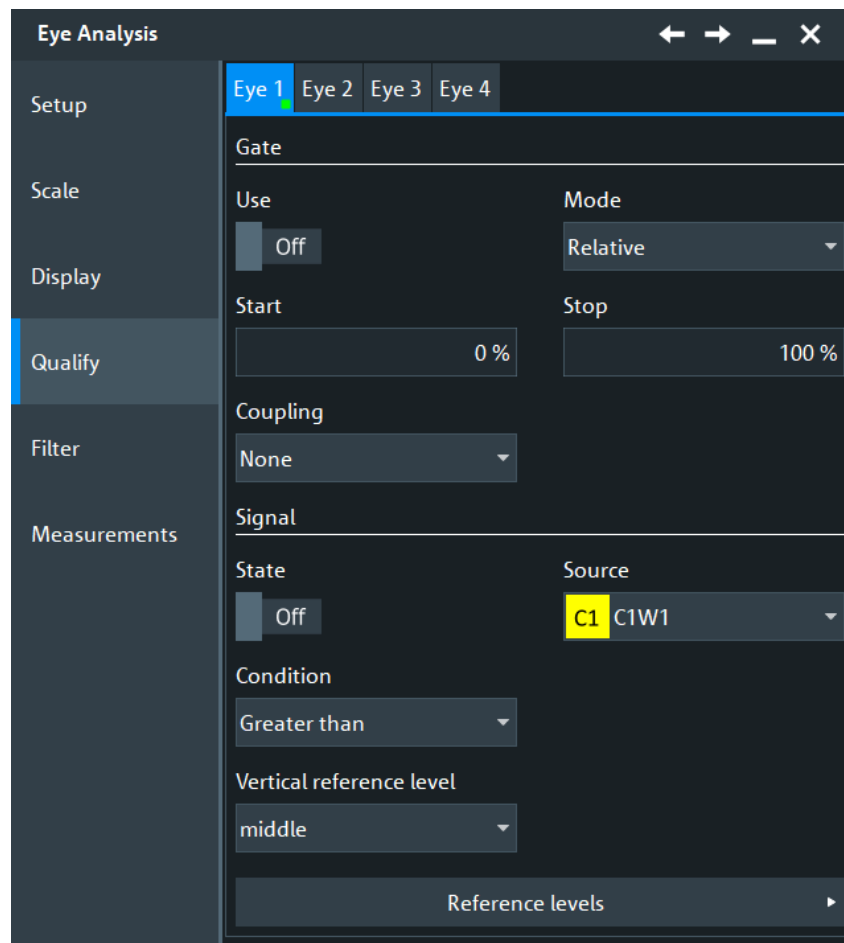 Eye Analysis
Setup
Scale
Display
Qualify
Filter
Measurements
Eye 1 Eye 2 Eye 3 Eye 4
Gate
Use Mode
Off Relative
Start Stop
0 % 100 %
Coupling
None
Signal
State Source
Off C1 C1W1
Condition
Greater than
Vertical reference level
middle
Reference levels